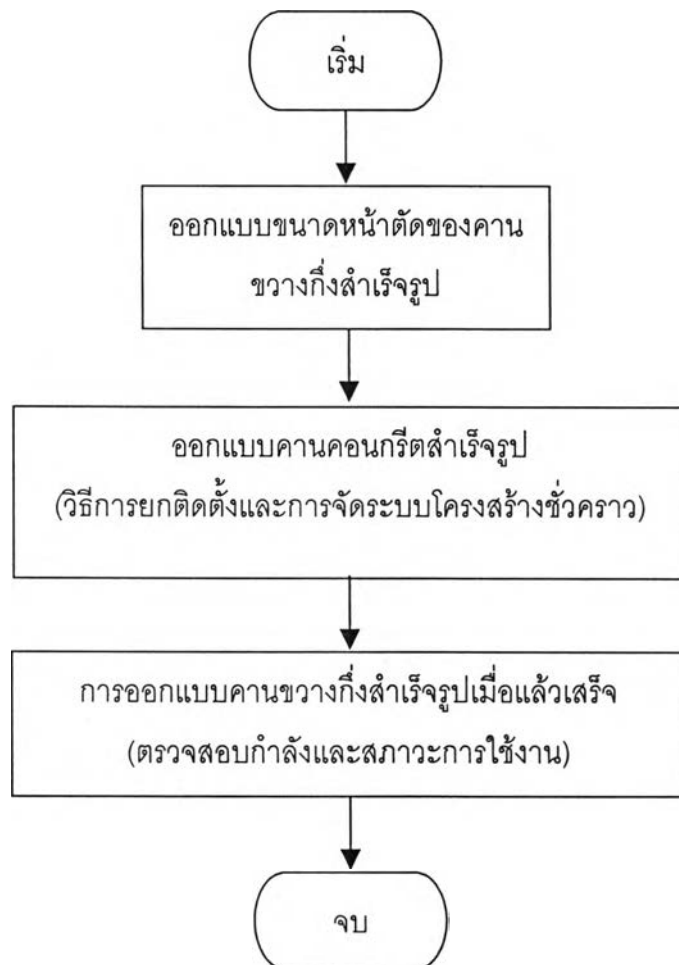 เริ่ม
ออกแบบขนาดหน้าตัดของคาน
ขวางกึ่งสำเร็จรูป
ออกแบบคานคอนกรีตสำเร็จรูป
(วิธีการยกติดตั้งและการจัดระบบโครงสร้างชั่วคราว)
การออกแบบคานขวางกึ่งสำเร็จรูปเมื่อแล้วเสร็จ
(ตรวจสอบกำลังและสภาวะการใช้งาน)
จบ